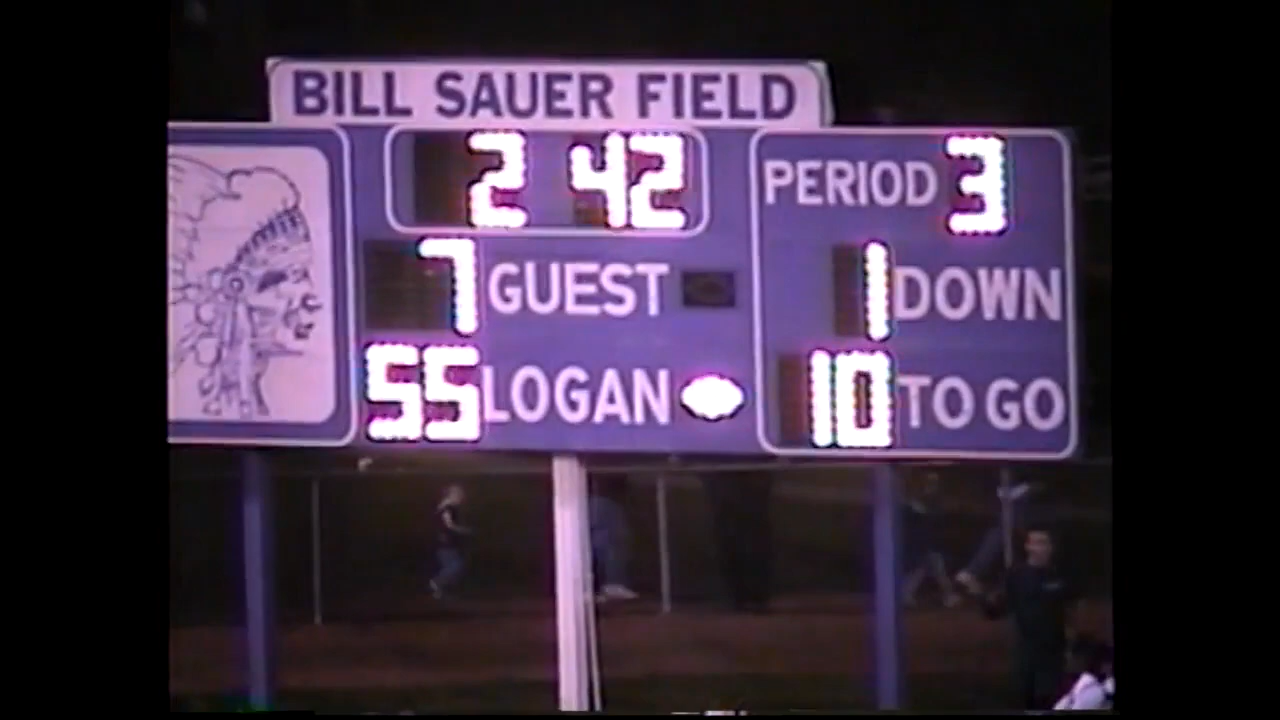 BILL SAUER FIELD
2 42
PERIOD 3
7 GUEST
1 DOWN
55 LOGAN
10 TO GO